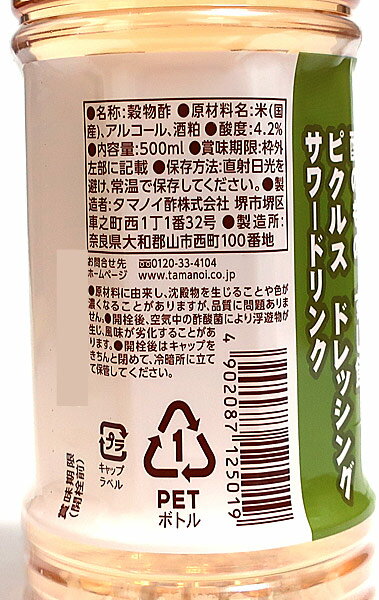 ●名称:穀物酢 ●原材料名:米(国
産)、アルコール、酒粕 ●酸度:4.2%
●内容量:500ml ●賞味期限:枠外
左部に記載 ●保存方法:直射日光を
避け、常温で保存してください。●製
造者:タマノイ酢株式会社 堺市堺区
車之町西1丁1番32号 ●製造所:
奈良県大和郡山市西町100番地
お問合せ先 0120-33-4104
ホームページ www.tamanoi.co.jp
●原材料に由来し、沈殿物を生じることや色が
濃くなることがありますが、品質に問題ありませ
ん。●開栓後、空気中の酢酸菌により浮遊物が
生じ、風味が劣化することがあ
ります。●開栓後はキャップを
きちんと閉めて、冷暗所に立て
て保管してください。
プラ
キャップ
ラベル
1
PET
ボトル
賞味期限
(開栓前)
4902087125019
ピクルス ドレッシング
サワードリンク